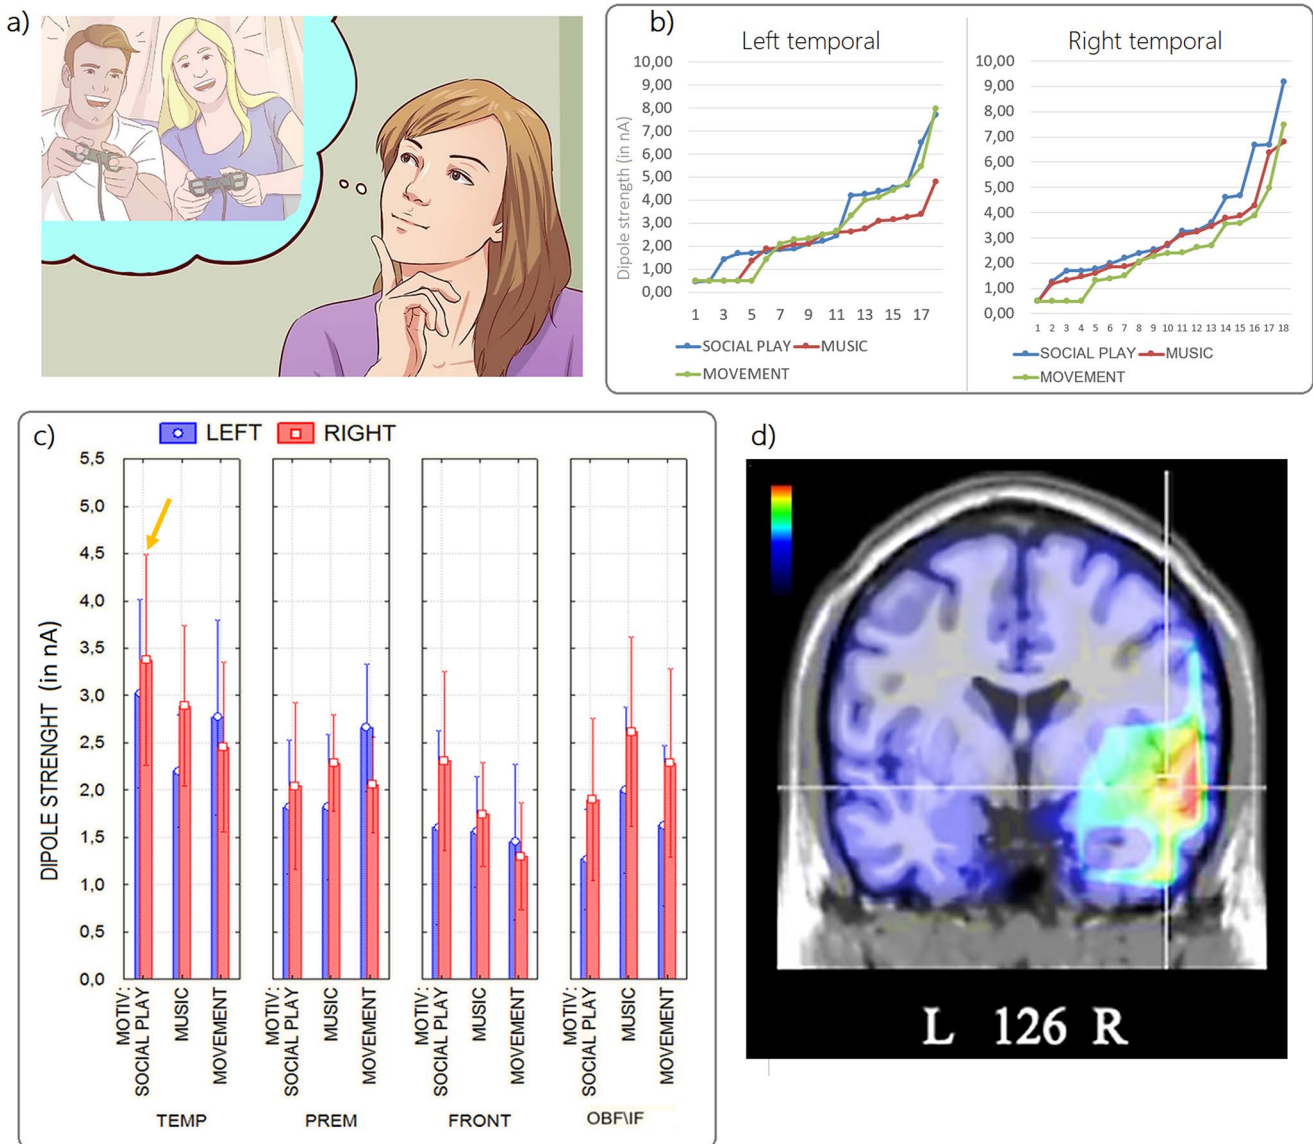 a)
b)
Left temporal
Right temporal
Dipole strength (in nA)
10,00
9,00
8,00
7,00
6,00
5,00
4,00
3,00
2,00
1,00
0,00
1 3 5 7 9 11 13 15 17
SOCIAL PLAY MUSIC
MOVEMENT
10,00
9,00
8,00
7,00
6,00
5,00
4,00
3,00
2,00
1,00
0,00
1 2 3 4 5 6 7 8 9 10 11 12 13 14 15 16 17 18
SOCIAL PLAY MUSIC
MOVEMENT
c)
LEFT RIGHT
DIPOLE STRENGHT (in nA)
5,5
5,0
4,5
4,0
3,5
3,0
2,5
2,0
1,5
1,0
0,5
0,0
MOTIV:
SOCIAL PLAY
MUSIC
MOVEMENT
MOTIV:
SOCIAL PLAY
MUSIC
MOVEMENT
MOTIV:
SOCIAL PLAY
MUSIC
MOVEMENT
MOTIV:
SOCIAL PLAY
MUSIC
MOVEMENT
TEMP PREM FRONT OBF\IF
d)
L 126 R